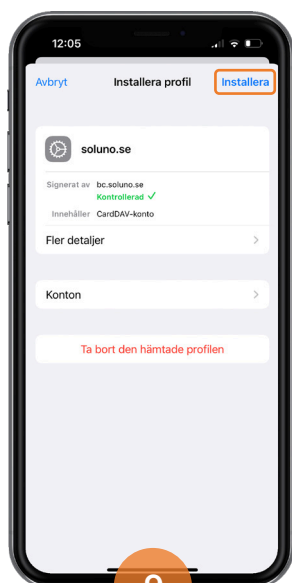 12:05
Avbryt Installera profil Installera
soluno.se
Signerat av bc.soluno.se
Kontrollerad ✓
Innehåller CardDAV-konto
Fler detaljer
Konton
Ta bort den hämtade profilen